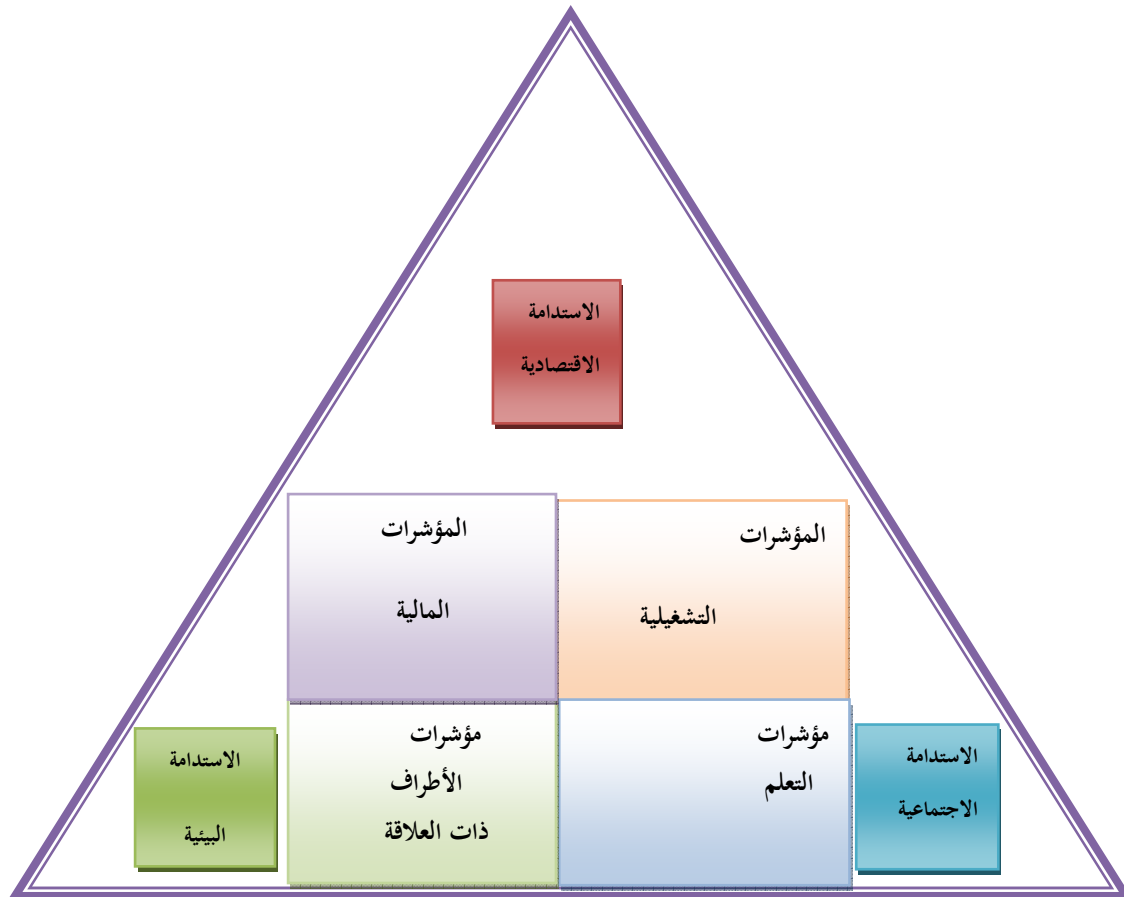 الاستدامة
الاقتصادية
المؤشرات
التشغيلية
المؤشرات
المالية
الاستدامة
الاجتماعية
مؤشرات
التعلم
مؤشرات
الأطراف
ذات العلاقة
الاستدامة
البيئية